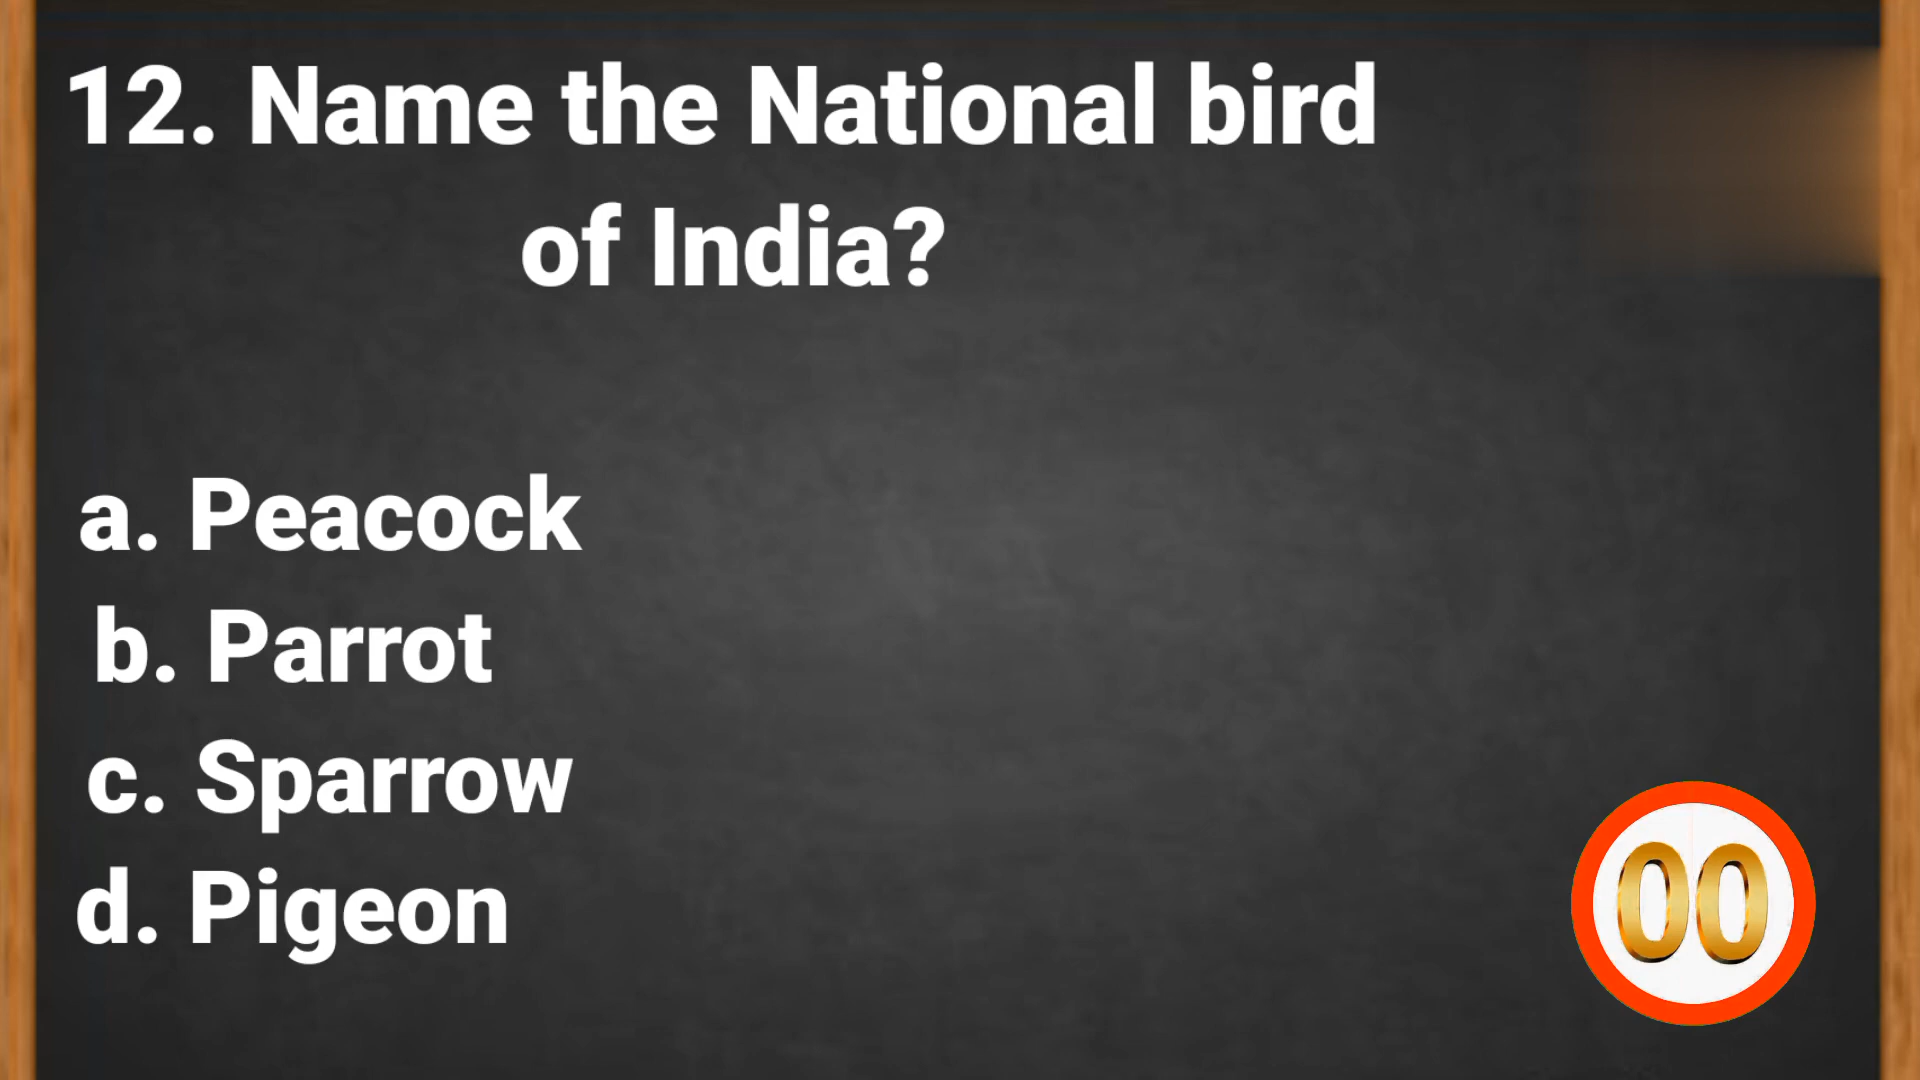 12. Name the National bird
of India?
a. Peacock
b. Parrot
c. Sparrow
d. Pigeon
00